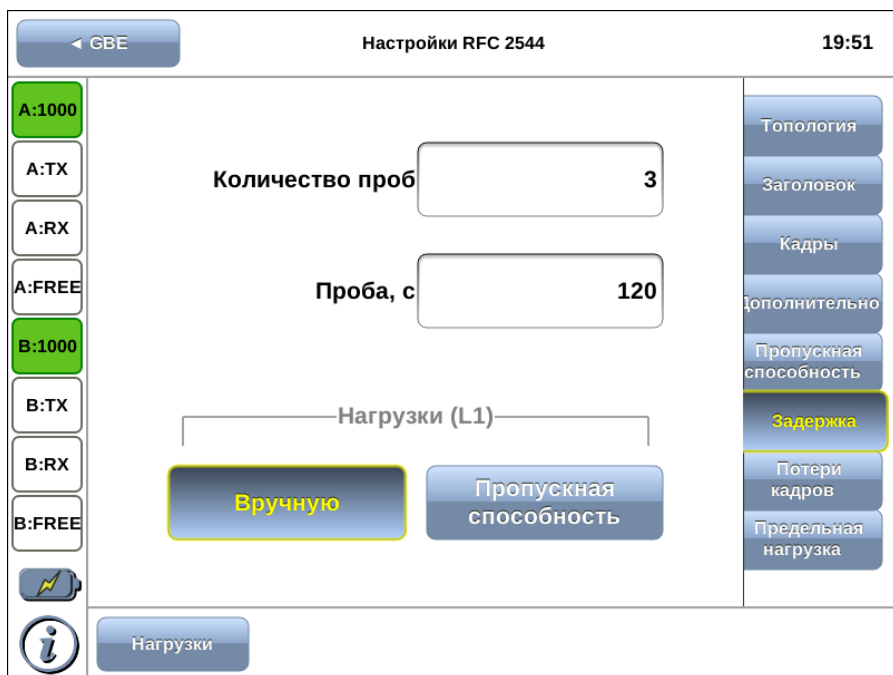 ◄ GBE
Настройки RFC 2544
19:51
A:1000
A:TX
A:RX
A:FREE
B:1000
B:TX
B:RX
B:FREE
Количество проб
3
Проба, с
120
Нагрузки (L1)
Вручную
Пропускная
способность
Топология
Заголовок
Кадры
Дополнительно
Пропускная
способность
Задержка
Потери
кадров
Предельная
нагрузка
i
Нагрузки